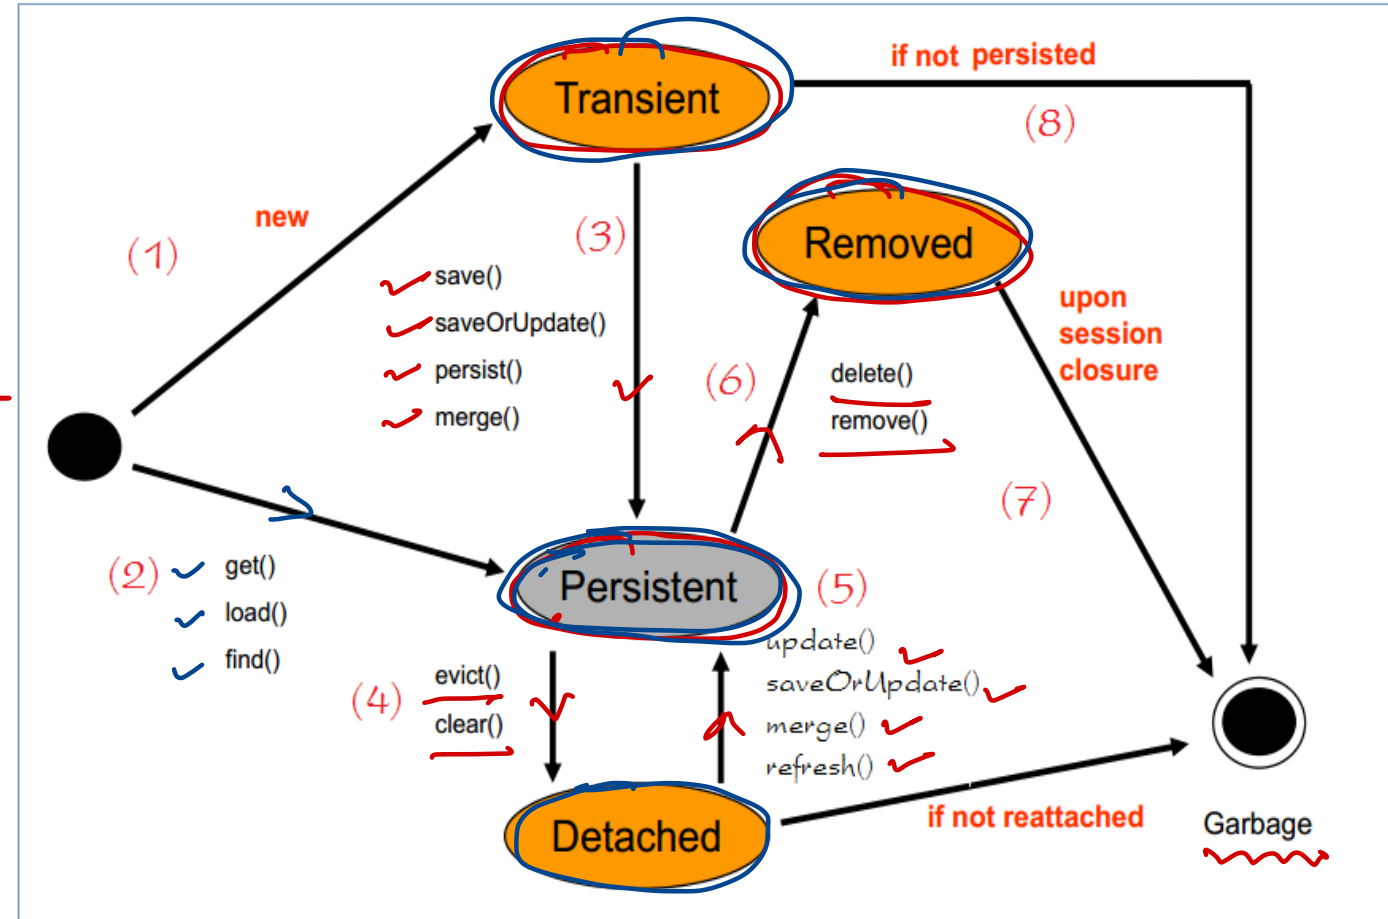 Transient
if not persisted
(8)
new
(1)
(3)
save()
saveOrUpdate()
persist()
merge()
Removed
upon
session
closure
(6)
delete()
remove()
(7)
(2)
get()
load()
find()
Persistent
(5)
update()
saveOrUpdate()
merge()
refresh()
(4)
evict()
clear()
Detached
if not reattached
Garbage